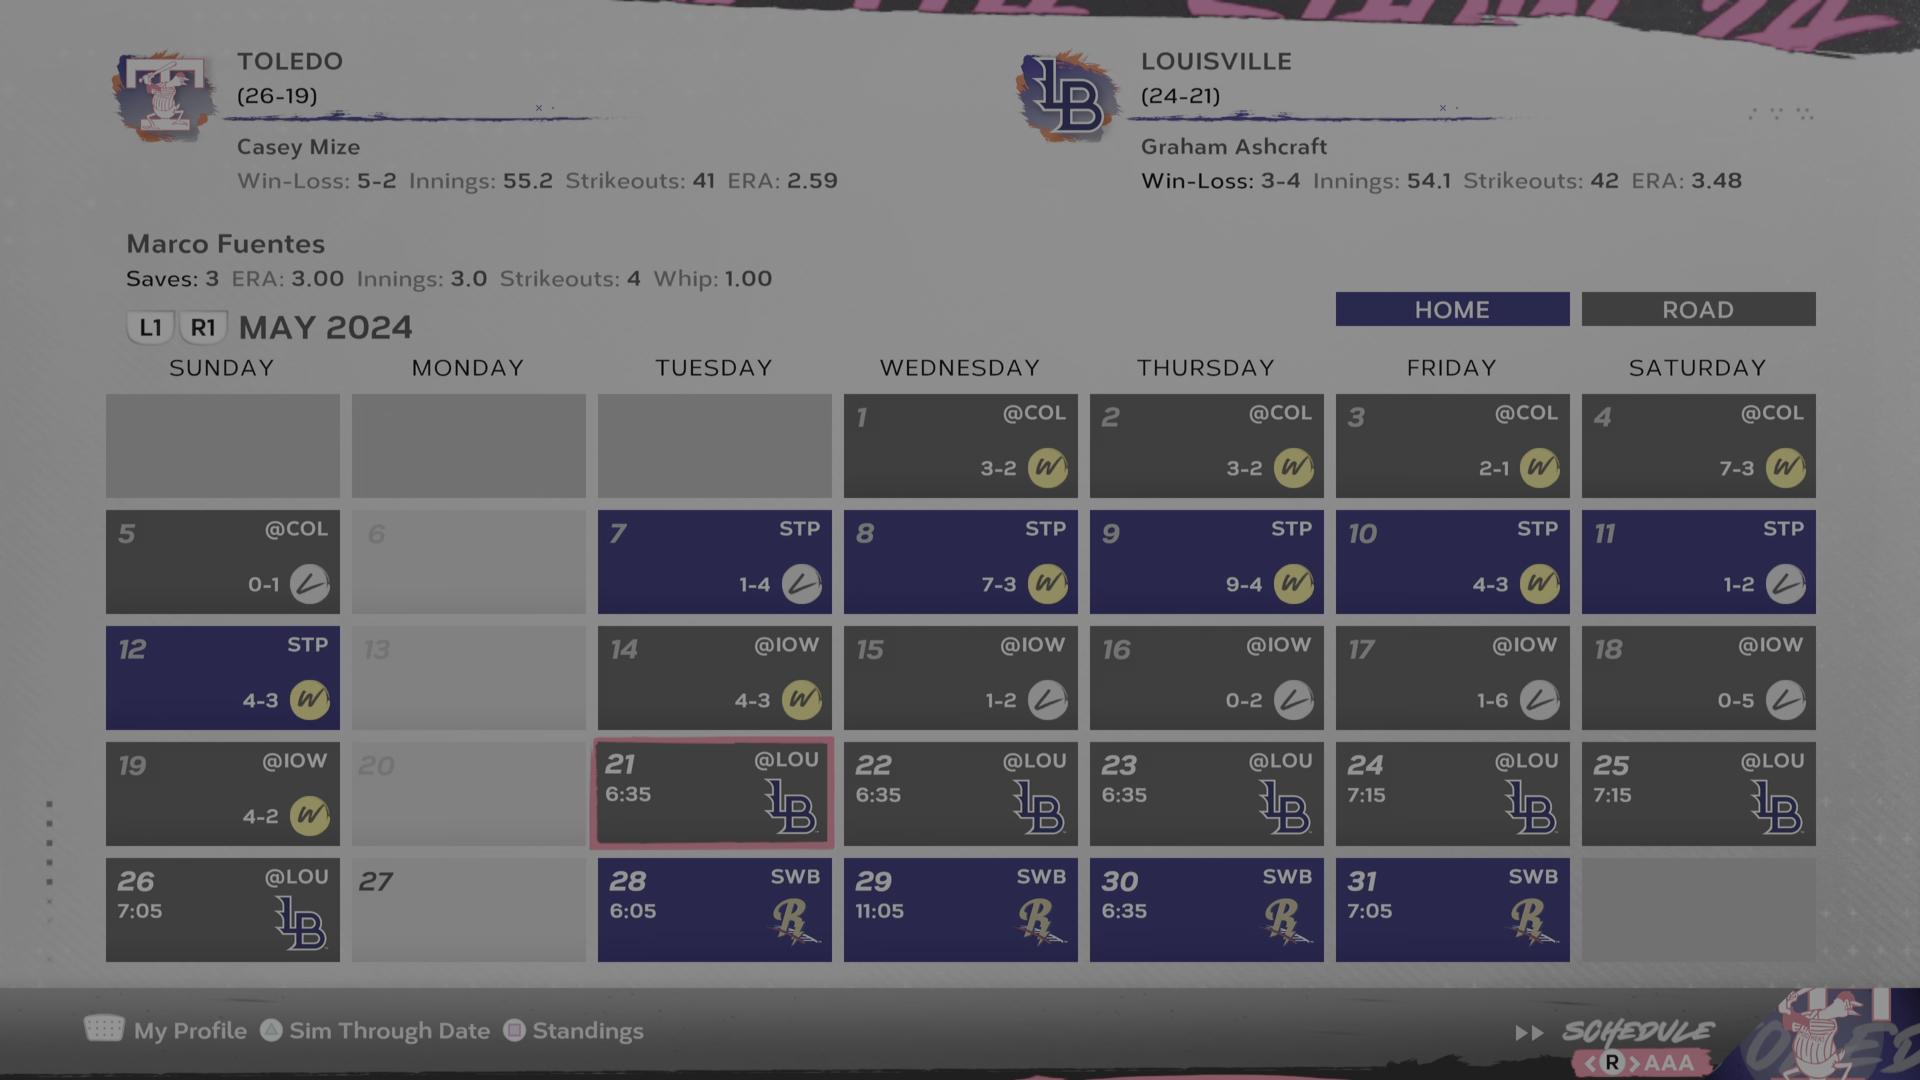 TOLEDO
(26-19)
Casey Mize
Win-Loss: 5-2 Innings: 55.2 Strikeouts: 41 ERA: 2.59
LOUISVILLE
(24-21)
Graham Ashcraft
Win-Loss: 3-4 Innings: 54.1 Strikeouts: 42 ERA: 3.48
Marco Fuentes
Saves: 3 ERA: 3.00 Innings: 3.0 Strikeouts: 4 Whip: 1.00
HOME ROAD
L1 R1 MAY 2024
SUNDAY MONDAY TUESDAY WEDNESDAY THURSDAY FRIDAY SATURDAY
1 @COL 2 @COL 3 @COL 4 @COL
3-2 W 3-2 W 2-1 W 7-3 W
5 @COL 6 7 STP 8 STP 9 STP 10 STP 11 STP
0-1 L 1-4 L 7-3 W 9-4 W 4-3 W 1-2 L
12 STP 13 14 @IOW 15 @IOW 16 @IOW 17 @IOW 18 @IOW
4-3 W 4-3 W 1-2 L 0-2 L 1-6 L 0-5 L
19 @IOW 20 21 @LOU 22 @LOU 23 @LOU 24 @LOU 25 @LOU
4-2 W 6:35 LB 6:35 LB 6:35 LB 7:15 LB 7:15 LB
26 @LOU 27 28 SWB 29 SWB 30 SWB 31 SWB
7:05 LB 6:05 R 11:05 R 6:35 R 7:05 R
My Profile Sim Through Date Standings
SCHEDULE
<R>AAA